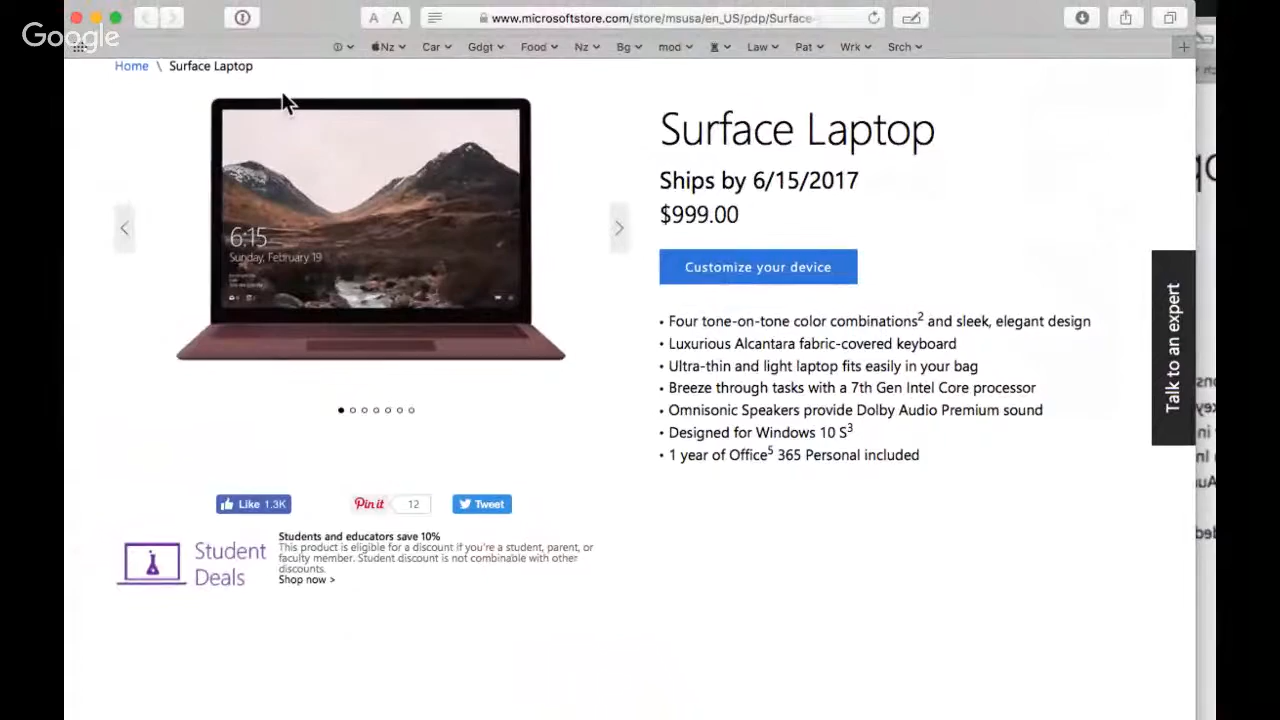 Google
A A
www.microsoftstore.com/store/msusa/en_US/pdp/Surface-
Nz Car Gdgt Food Nz Bg mod Law Pat Wrk Srch
Home \ Surface Laptop
6:15
Sunday, February 19
Surface Laptop
Ships by 6/15/2017
$999.00
Customize your device
• Four tone-on-tone color combinations2 and sleek, elegant design
• Luxurious Alcantara fabric-covered keyboard
• Ultra-thin and light laptop fits easily in your bag
• Breeze through tasks with a 7th Gen Intel Core processor
• Omnisonic Speakers provide Dolby Audio Premium sound
• Designed for Windows 10 S3
• 1 year of Office5 365 Personal included
Talk to an expert
Like 1.3K
Pin it 12
Tweet
Student
Deals
Students and educators save 10%
This product is eligible for a discount if you're a student, parent, or
faculty member. Student discount is not combinable with other
discounts.
Shop now >